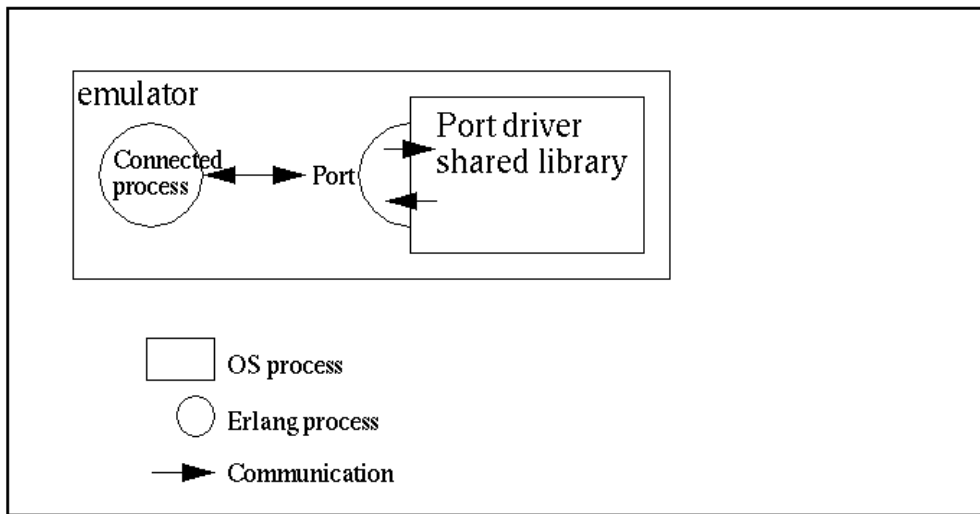 emulator
Connected
process
Port
Port driver
shared library
OS process
Erlang process
Communication